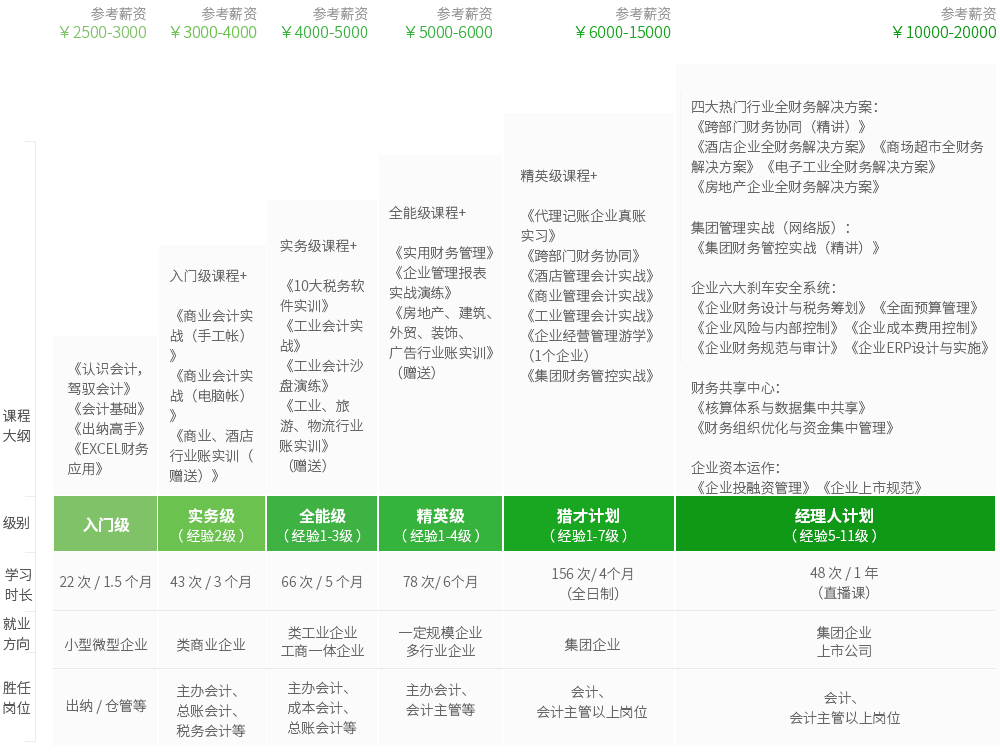 参考薪资
￥2500-3000
参考薪资
￥3000-4000
参考薪资
￥4000-5000
参考薪资
￥5000-6000
参考薪资
￥6000-15000
参考薪资
￥10000-20000
课程
大纲
《认识会计，
驾驭会计》
《会计基础》
《出纳高手》
《EXCEL财务
应用》
入门级课程+
《商业会计实
战（手工帐）
》
《商业会计实
战（电脑帐）
》
《商业、酒店
行业账实训（
赠送）》
实务级课程+
《10大税务软
件实训》
《工业会计实
战》
《工业会计沙
盘演练》
《工业、旅
游、物流行业
账实训》
（赠送）
全能级课程+
《实用财务管理》
《企业管理报表
实战演练》
《房地产、建筑、
外贸、装饰、
广告行业账实训》
（赠送）
精英级课程+
《代理记账企业真账
实习》
《跨部门财务协同》
《酒店管理会计实战》
《商业管理会计实战》
《工业管理会计实战》
《企业经营管理游学》
（1个企业）
《集团财务管控实战》
四大热门行业全财务解决方案：
《跨部门财务协同（精讲）》
《酒店企业全财务解决方案》《商场超市全财务
解决方案》《电子工业全财务解决方案》
《房地产企业全财务解决方案》
集团管理实战（网络版）：
《集团财务管控实战（精讲）》
企业六大刹车安全系统：
《企业财务设计与税务筹划》《全面预算管理》
《企业风险与内部控制》《企业成本费用控制》
《企业财务规范与审计》《企业ERP设计与实施》
财务共享中心：
《核算体系与数据集中共享》
《财务组织优化与资金集中管理》
企业资本运作：
《企业投融资管理》《企业上市规范》
级别
入门级
实务级
（经验2级）
全能级
（经验1-3级）
精英级
（经验1-4级）
猎才计划
（经验1-7级）
经理人计划
（经验5-11级）
学习
时长
22 次 / 1.5 个月
43 次 / 3 个月
66 次 / 5 个月
78 次/ 6个月
156 次/ 4个月
（全日制）
48 次 / 1 年
（直播课）
就业
方向
小型微型企业
类商业企业
类工业企业
工商一体企业
一定规模企业
多行业企业
集团企业
集团企业
上市公司
胜任
岗位
出纳 / 仓管等
主办会计、
总账会计、
税务会计等
主办会计、
成本会计、
总账会计等
主办会计、
会计主管等
会计、
会计主管以上岗位
会计、
会计主管以上岗位